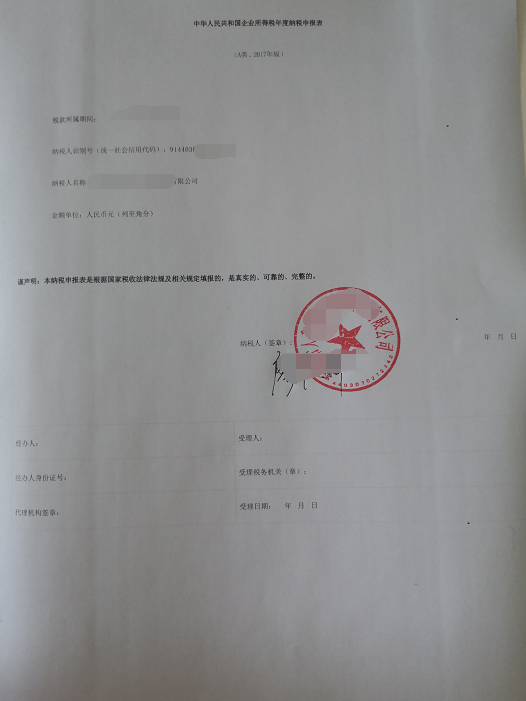 中华人民共和国企业所得税年度纳税申报表
(A类,2017年版)
税款所属期间:
纳税人识别号(统一社会信用代码):9144030
纳税人名称 有限公司
金额单位:人民币元(列至角分)
谨声明:本纳税申报表是根据国家税收法律法规及相关规定填报的,是真实的、可靠的、完整的。
限公司
纳税人(签章): 年 月 日
经办人: 受理人:
经办人身份证号: 受理税务机关(章):
代理机构签章: 受理日期: 年 月 日